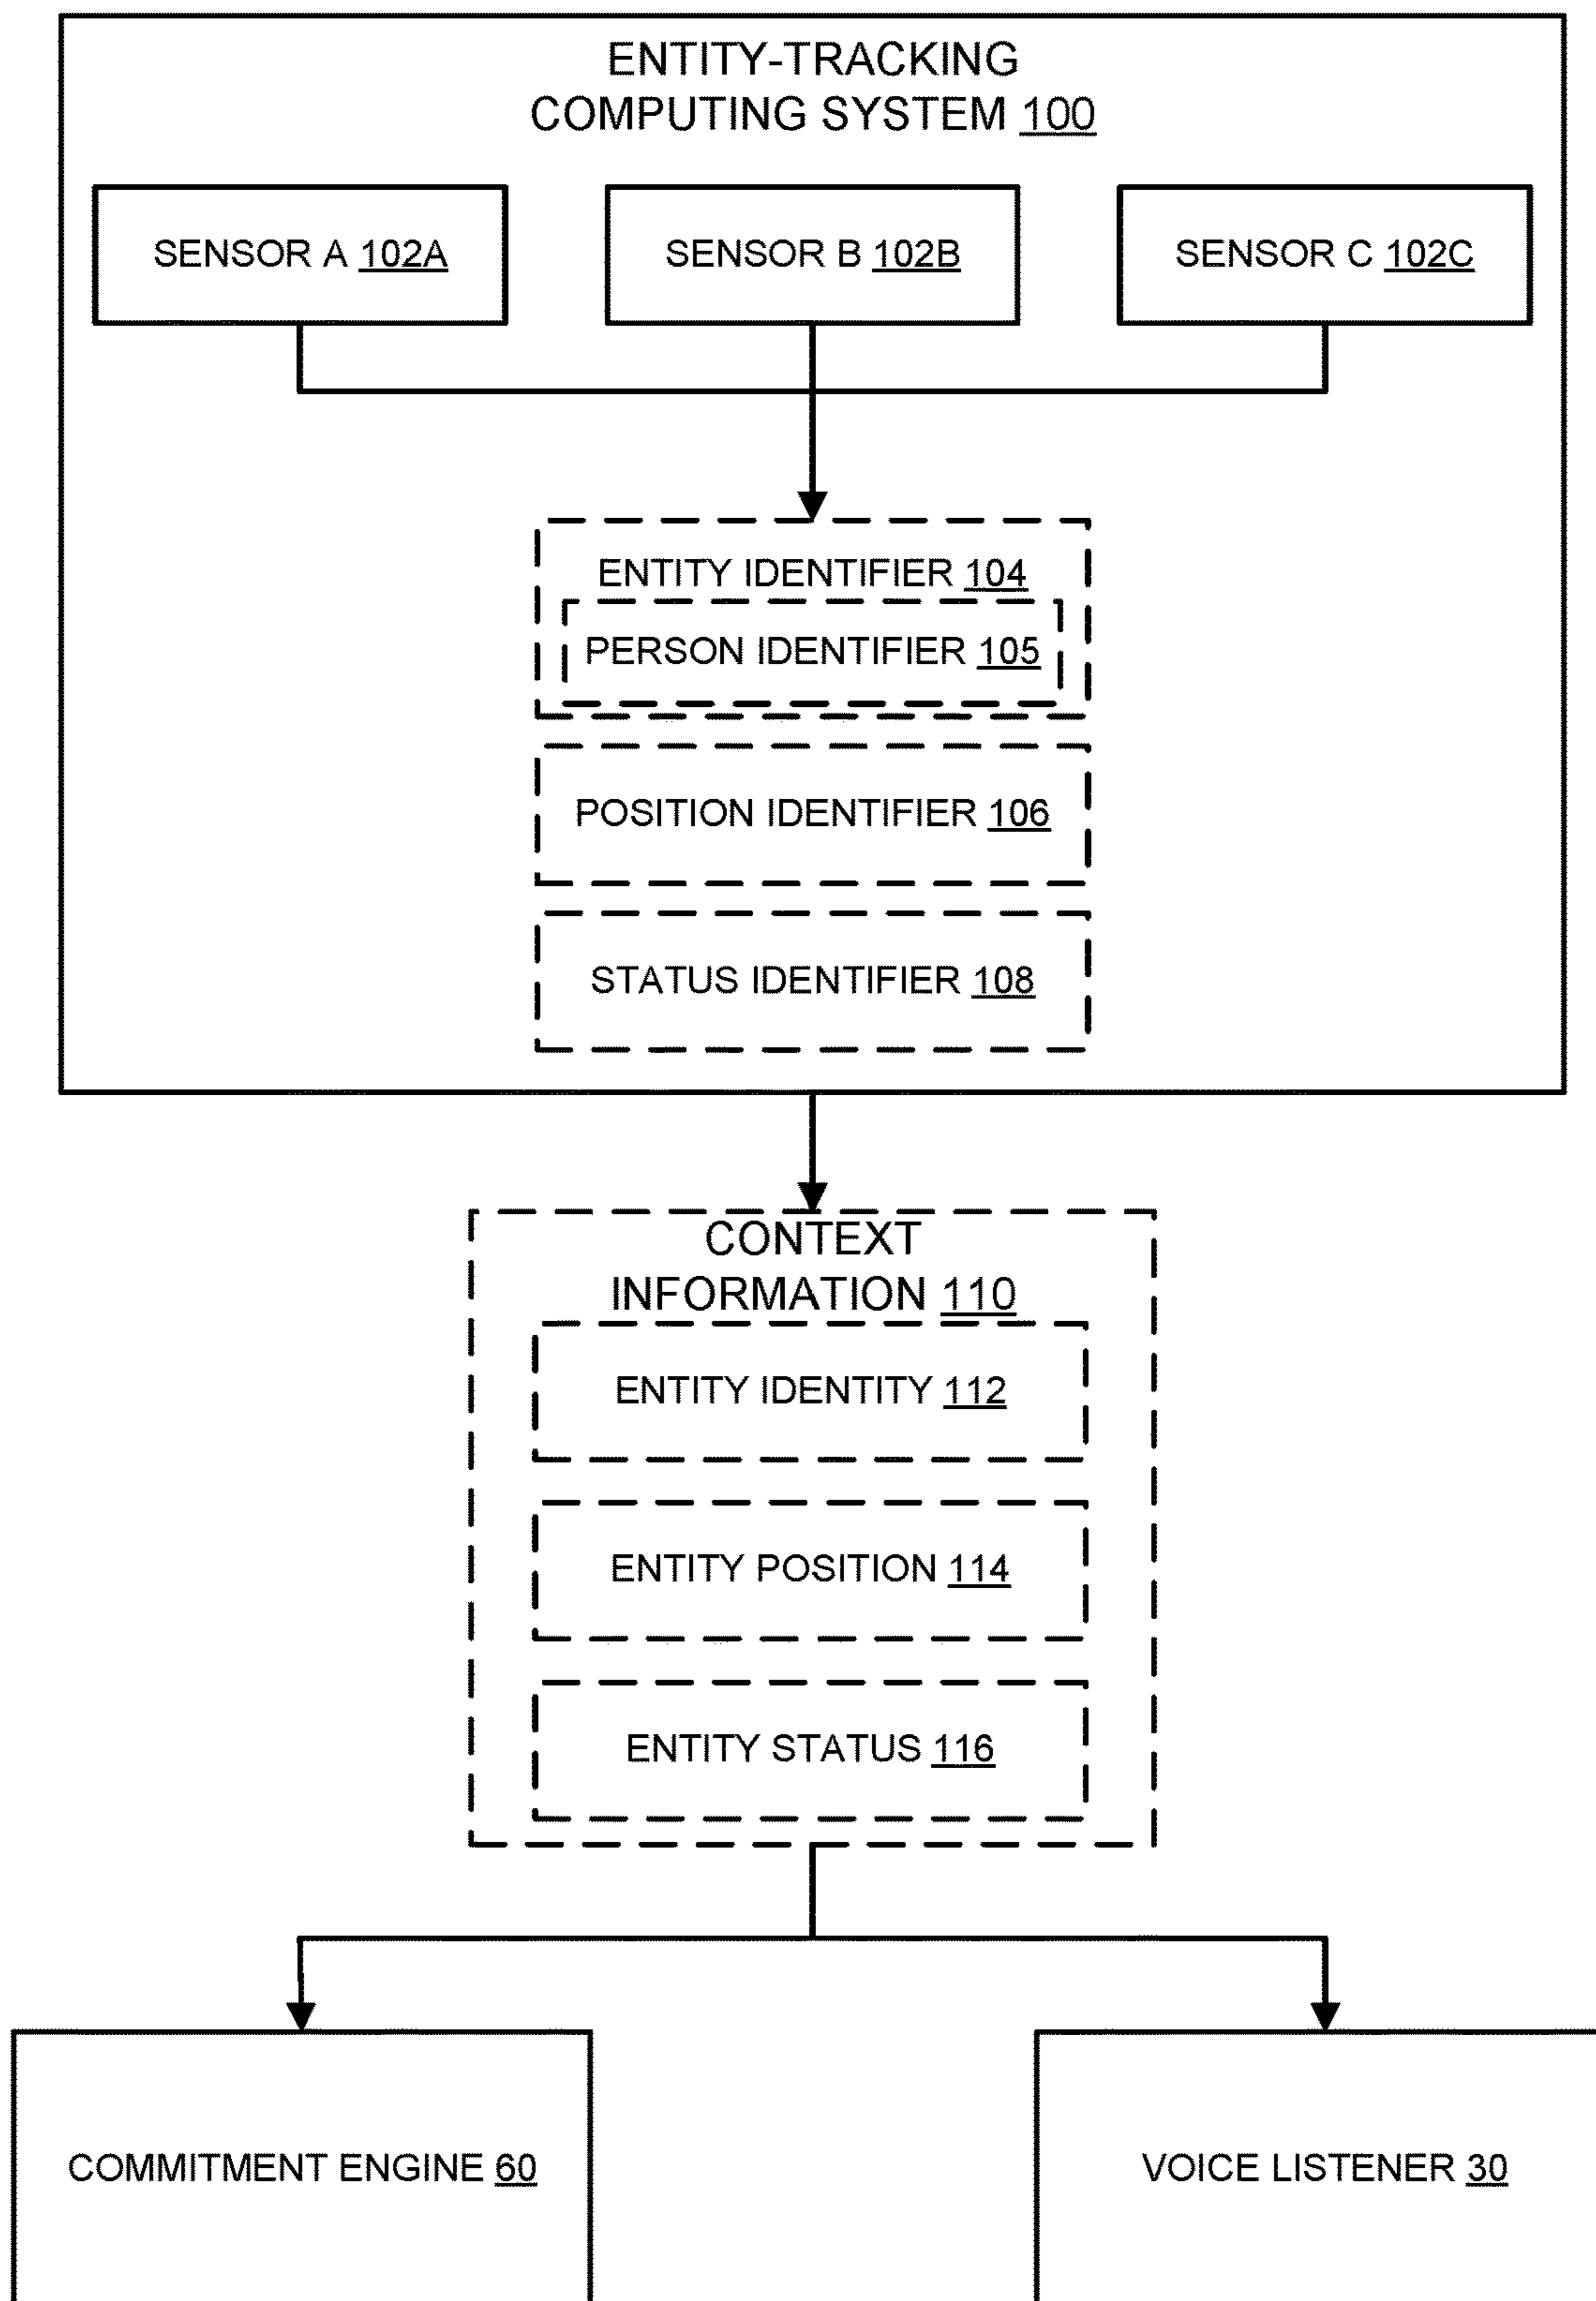 ENTITY-TRACKING
COMPUTING SYSTEM 100
SENSOR A 102A
SENSOR B 102B
SENSOR C 102C
ENTITY IDENTIFIER 104
PERSON IDENTIFIER 105
POSITION IDENTIFIER 106
STATUS IDENTIFIER 108
CONTEXT
INFORMATION 110
ENTITY IDENTITY 112
ENTITY POSITION 114
ENTITY STATUS 116
COMMITMENT ENGINE 60
VOICE LISTENER 30